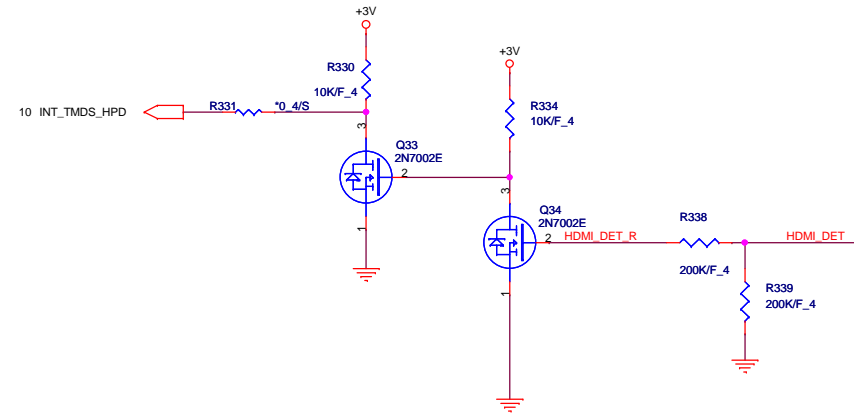 +3V
R330
10K/F_4
+3V
10 INT_TMDS_HPD
R331
*0_4/S
R334
10K/F_4
3
Q33
2N7002E
2
1
3
Q34
2N7002E
2
HDMI_DET_R
R338
200K/F_4
HDMI_DET
1
R339
200K/F_4